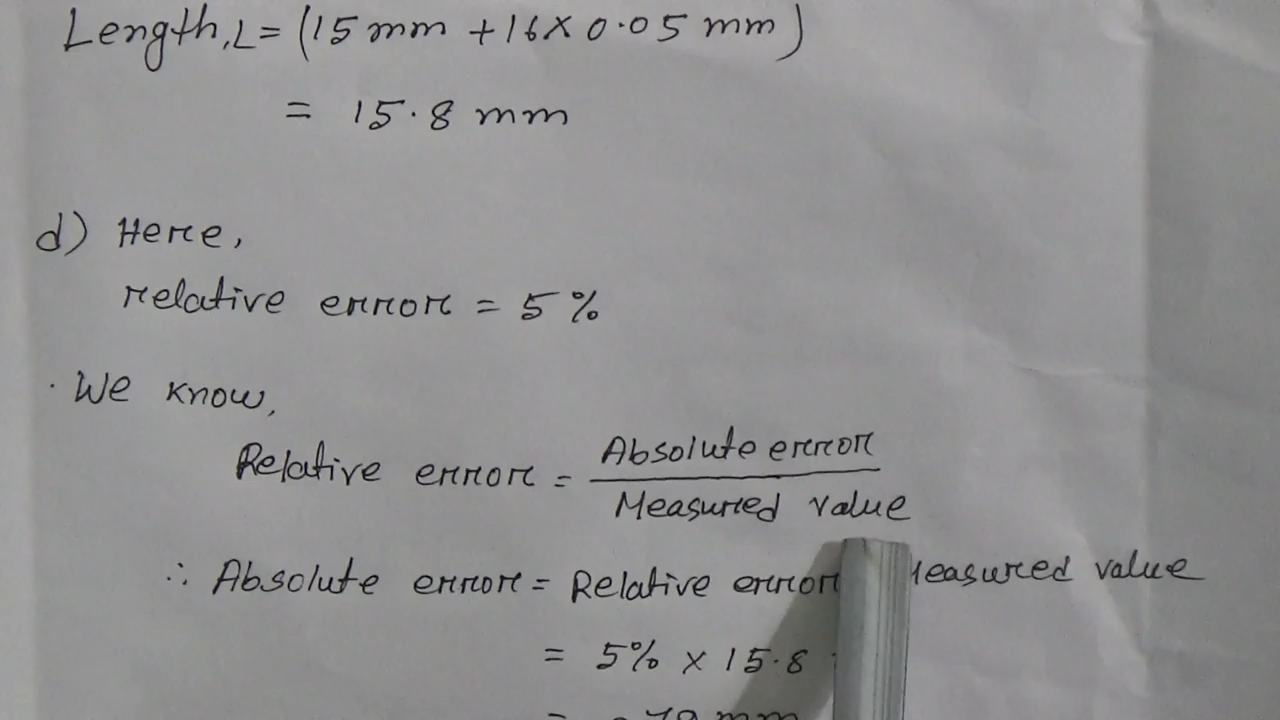 Length, L = (15 mm + 16 × 0.05 mm)
= 15.8 mm
d) Here,
relative error = 5%
We know,
Relative error = Absolute error / Measured value
∴ Absolute error = Relative error Measured value
= 5% × 15.8
= mm